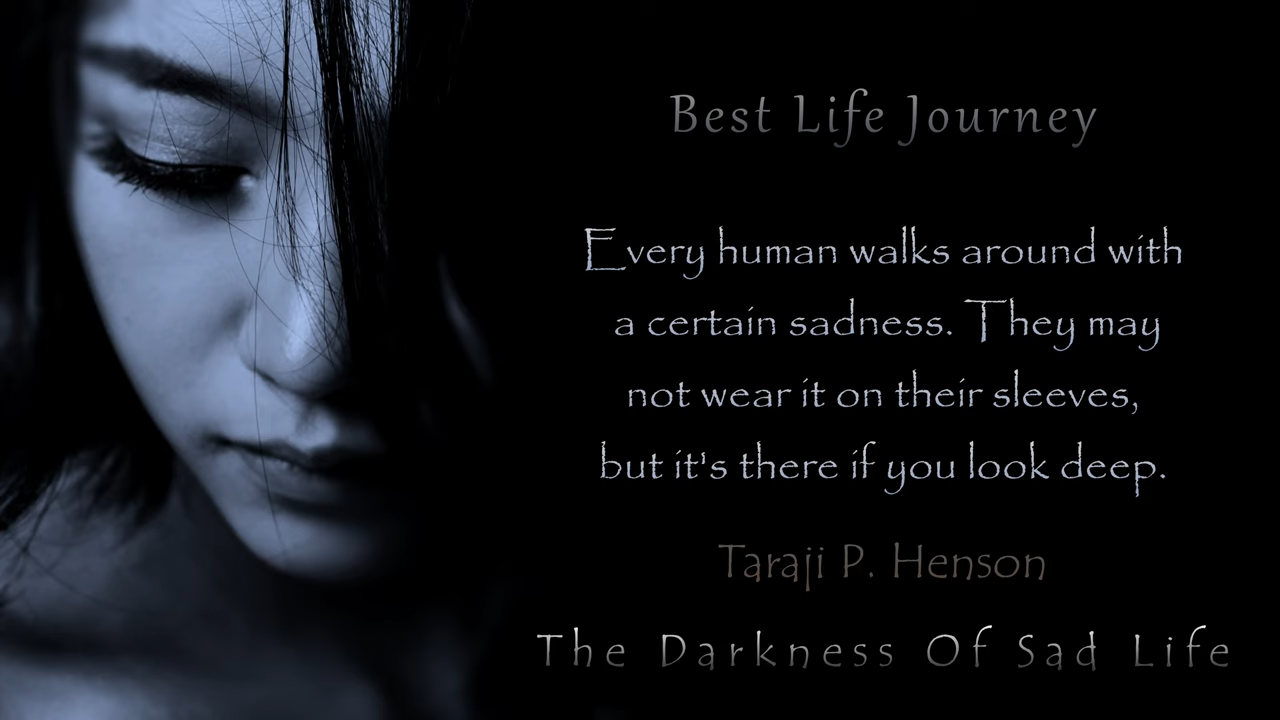 Best Life Journey
Every human walks around with
a certain sadness. They may
not wear it on their sleeves,
but it's there if you look deep.
Taraji P. Henson
The Darkness Of Sad Life